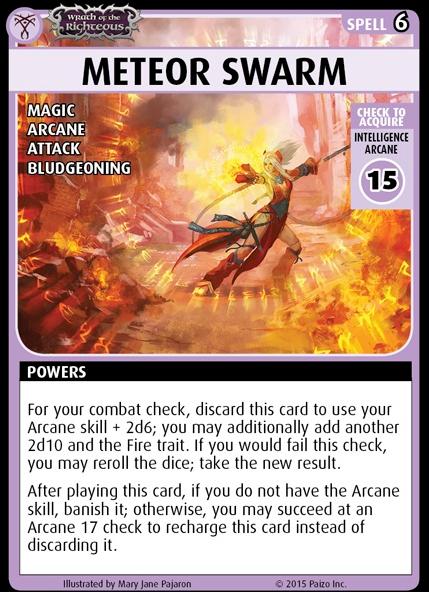 Wrath of the
Righteous
SPELL 6
METEOR SWARM
MAGIC
ARCANE
ATTACK
BLUDGEONING
CHECK TO
ACQUIRE
INTELLIGENCE
ARCANE
15
POWERS
For your combat check, discard this card to use your
Arcane skill + 2d6; you may additionally add another
2d10 and the Fire trait. If you would fail this check,
you may reroll the dice; take the new result.
After playing this card, if you do not have the Arcane
skill, banish it; otherwise, you may succeed at an
Arcane 17 check to recharge this card instead of
discarding it.
Illustrated by Mary Jane Pajaron
© 2015 Paizo Inc.